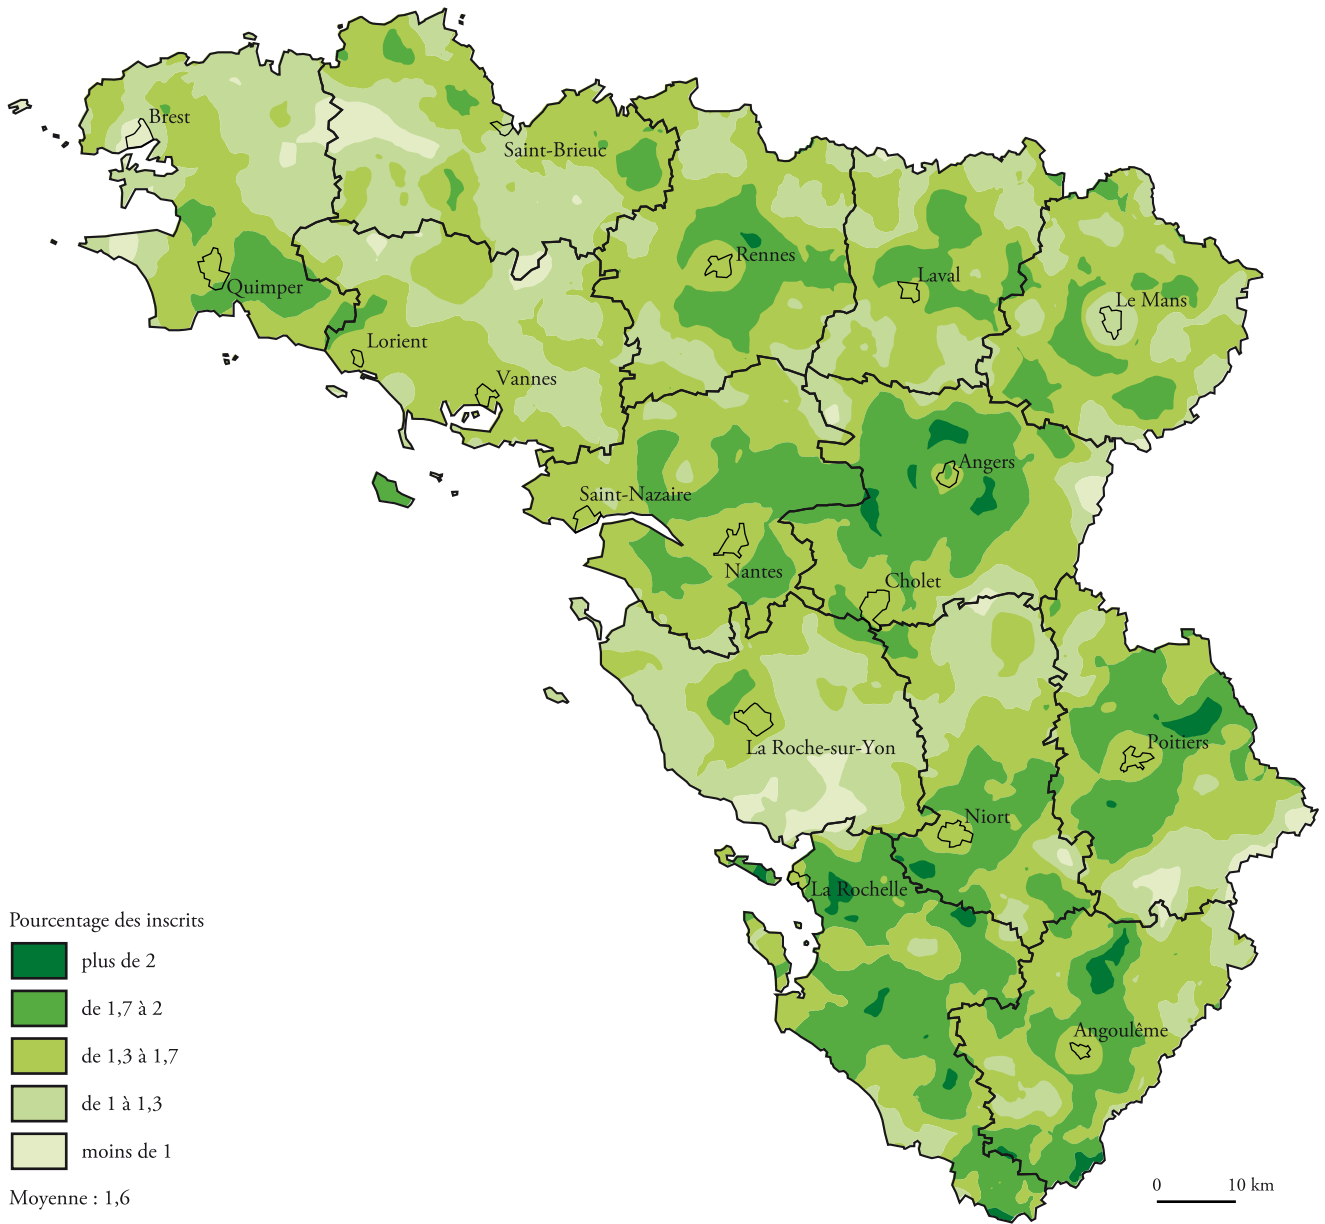 Brest
Saint-Brieuc
Rennes
Laval
Quimper
Le Mans
Lorient
Vannes
Angers
Saint-Nazaire
Nantes
Cholet
La Roche-sur-Yon
Poitiers
Niort
La Rochelle
Angoulême
Pourcentage des inscrits
plus de 2
de 1,7 à 2
de 1,3 à 1,7
de 1 à 1,3
moins de 1
Moyenne : 1,6
0 10 km